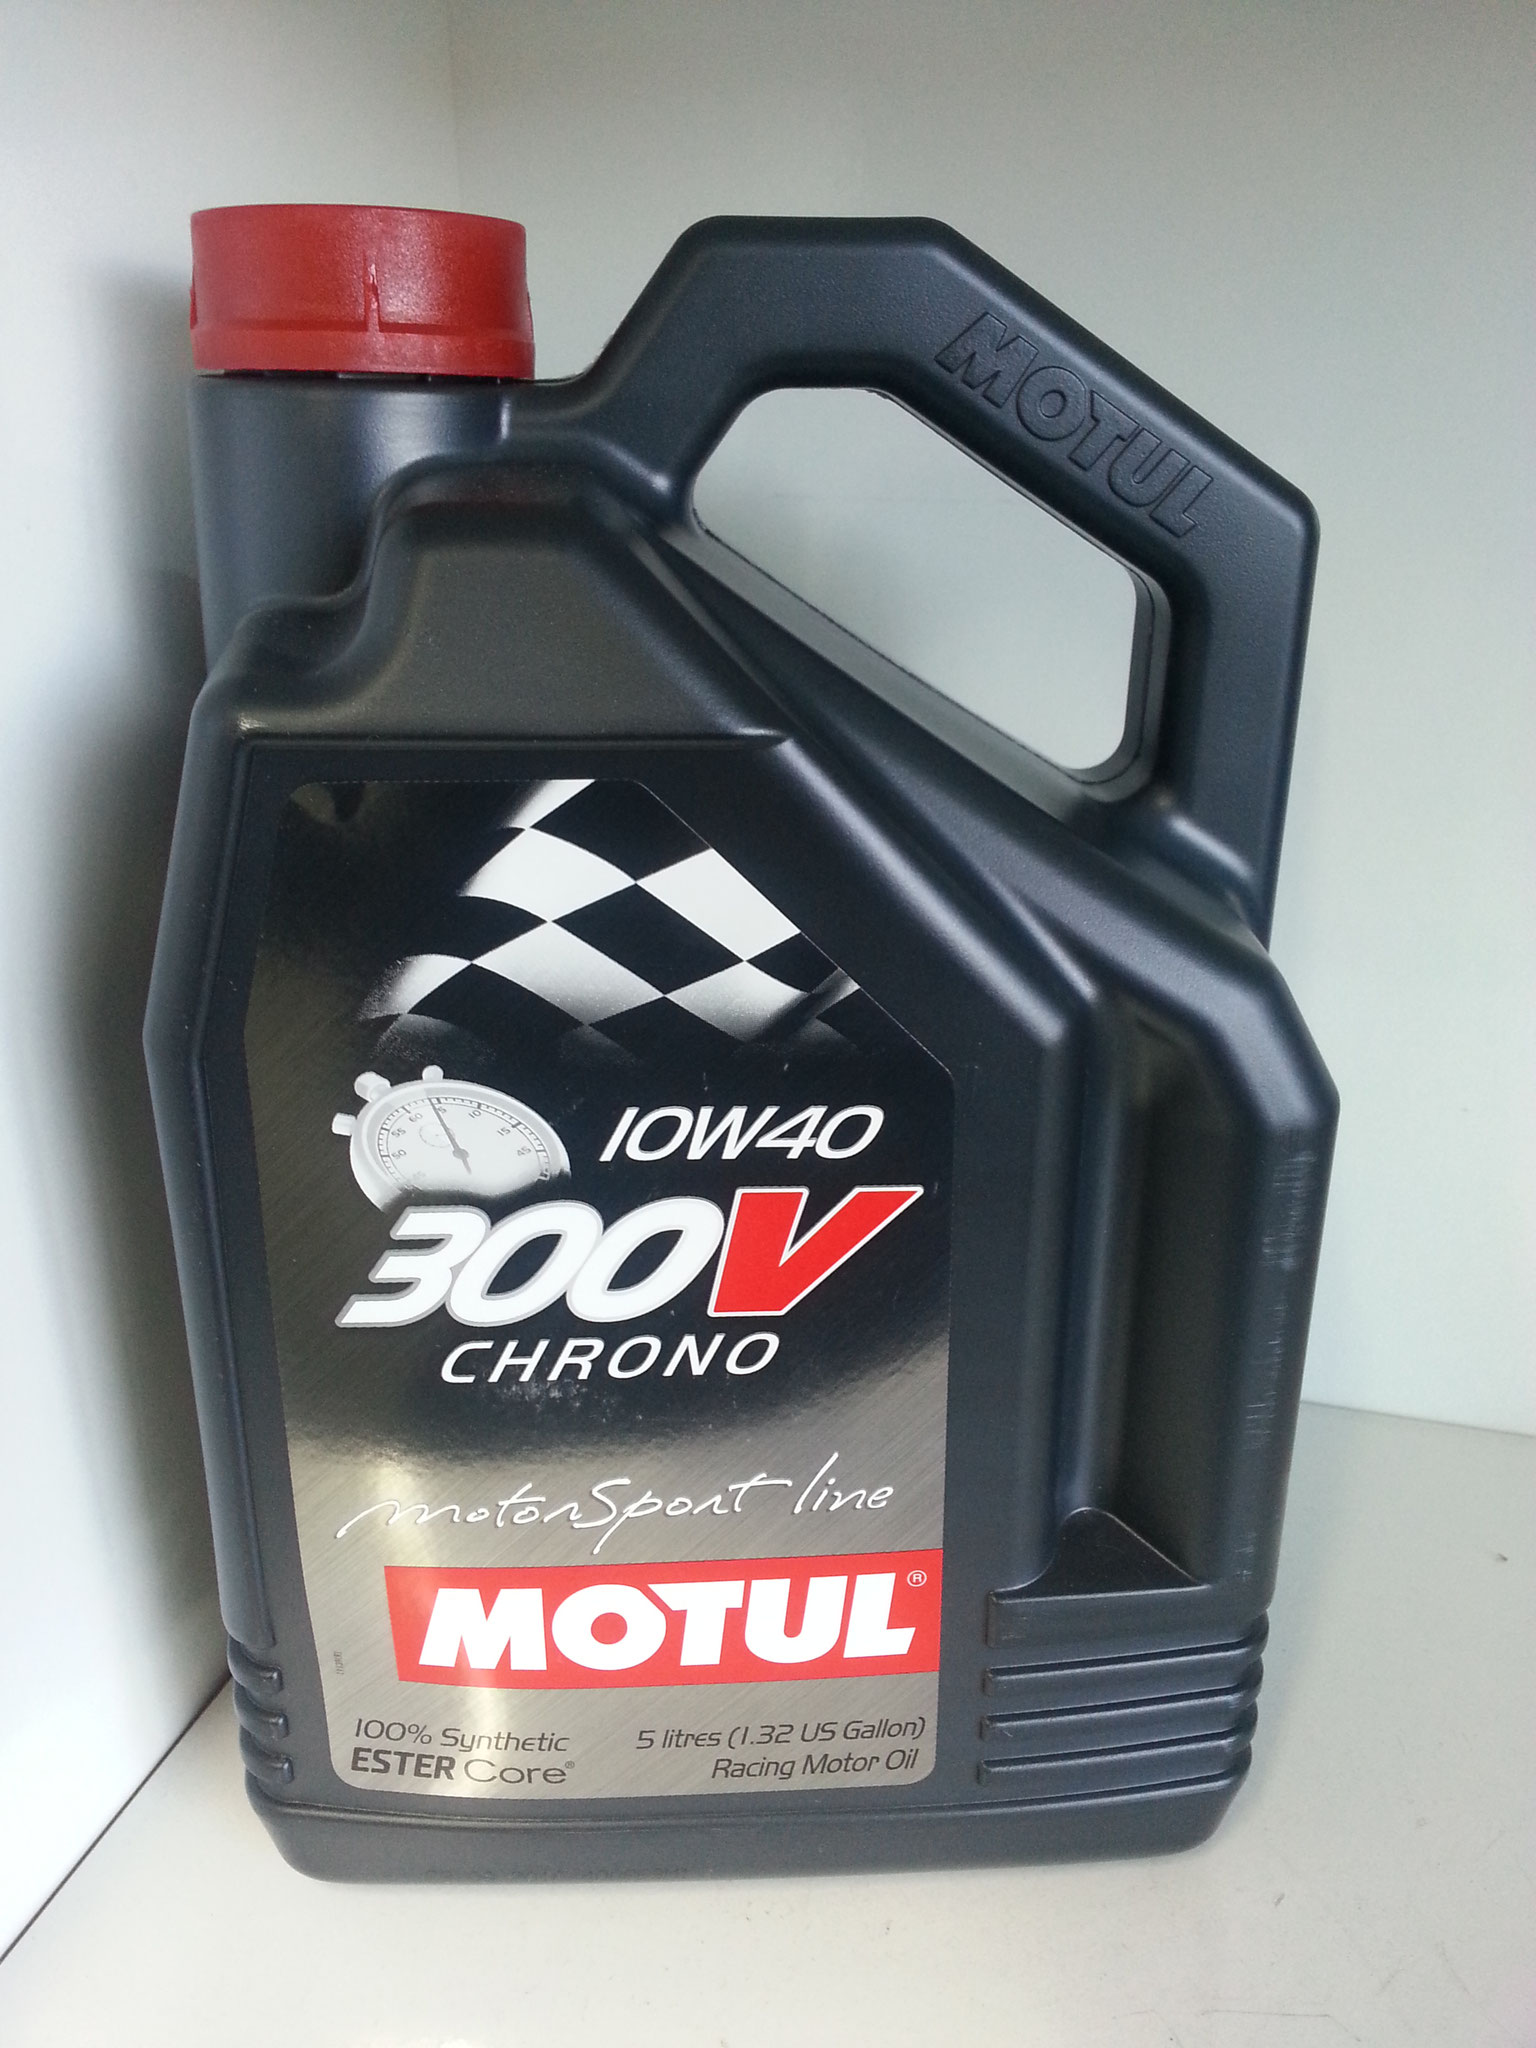 MOTUL
10W40
300V
CHRONO
motorSport line
MOTUL®
100% Synthetic
ESTER Core®
5 litres (1.32 US Gallon)
Racing Motor Oil